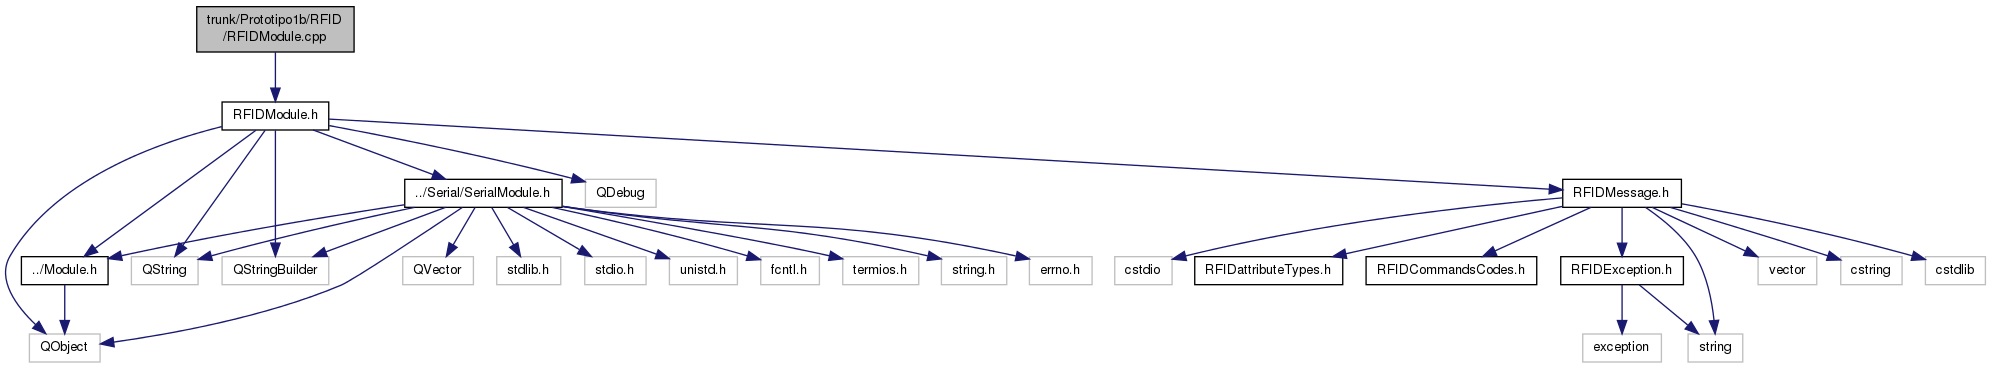 trunk/Prototipo1b/RFID
/RFIDModule.cpp
RFIDModule.h
../Serial/SerialModule.h
QDebug
RFIDMessage.h
../Module.h
QString
QStringBuilder
QVector
stdlib.h
stdio.h
unistd.h
fcntl.h
termios.h
string.h
errno.h
cstdio
RFIDattributeTypes.h
RFIDCommandsCodes.h
RFIDException.h
vector
cstring
cstdlib
QObject
exception
string